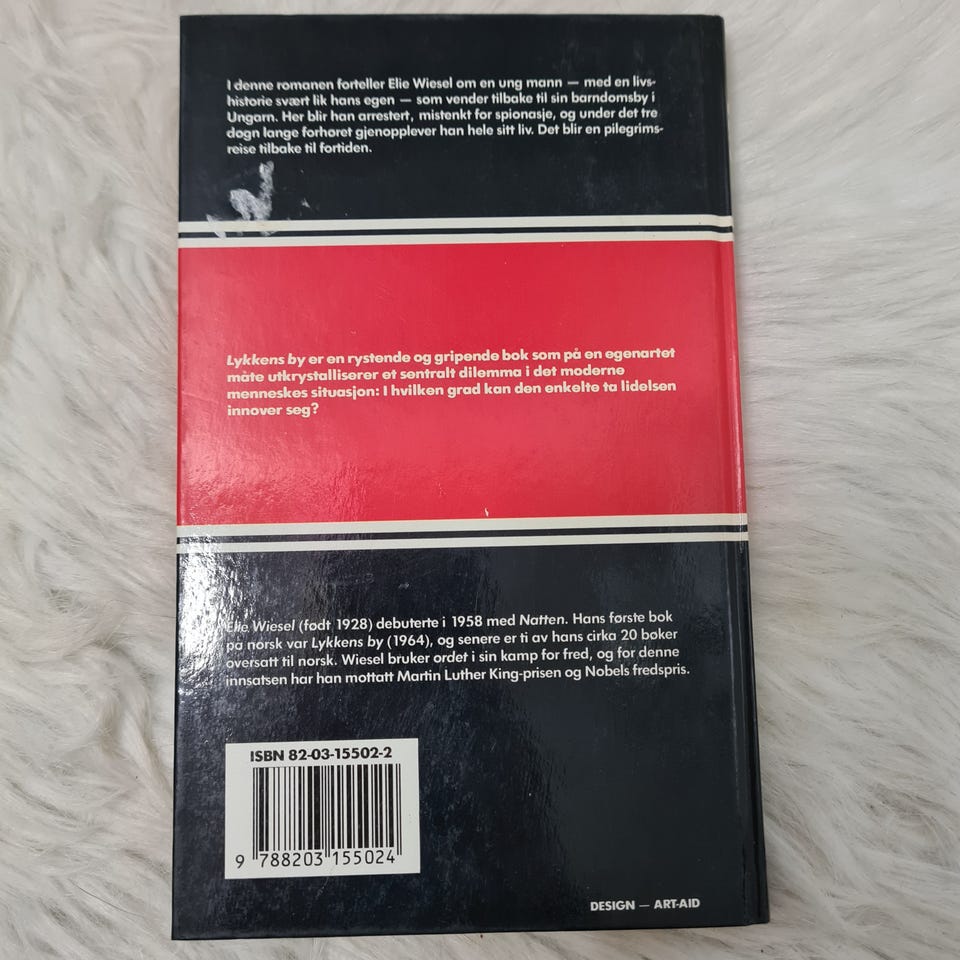 I denne romanen forteller Elie Wiesel om en ung mann — med en livs-
historie svært lik hans egen — som vender tilbake til sin barndomsby i
Ungarn. Her blir han arrestert, mistenkt for spionasje, og under det tre
døgn lange forhøret gjenopplever han hele sitt liv. Det blir en pilegrims-
reise tilbake til fortiden.
Lykkens by er en rystende og gripende bok som på en egenartet
måte utkrystalliserer et sentralt dilemma i det moderne
menneskes situasjon: I hvilken grad kan den enkelte ta lidelsen
innover seg?
Elie Wiesel (født 1928) debuterte i 1958 med Natten. Hans første bok
på norsk var Lykkens by (1964), og senere er ti av hans cirka 20 bøker
oversatt til norsk. Wiesel bruker ordet i sin kamp for fred, og for denne
innsatsen har han mottatt Martin Luther King-prisen og Nobels fredspris.
ISBN 82-03-15502-2
9 788203 155024
DESIGN — ART-AID